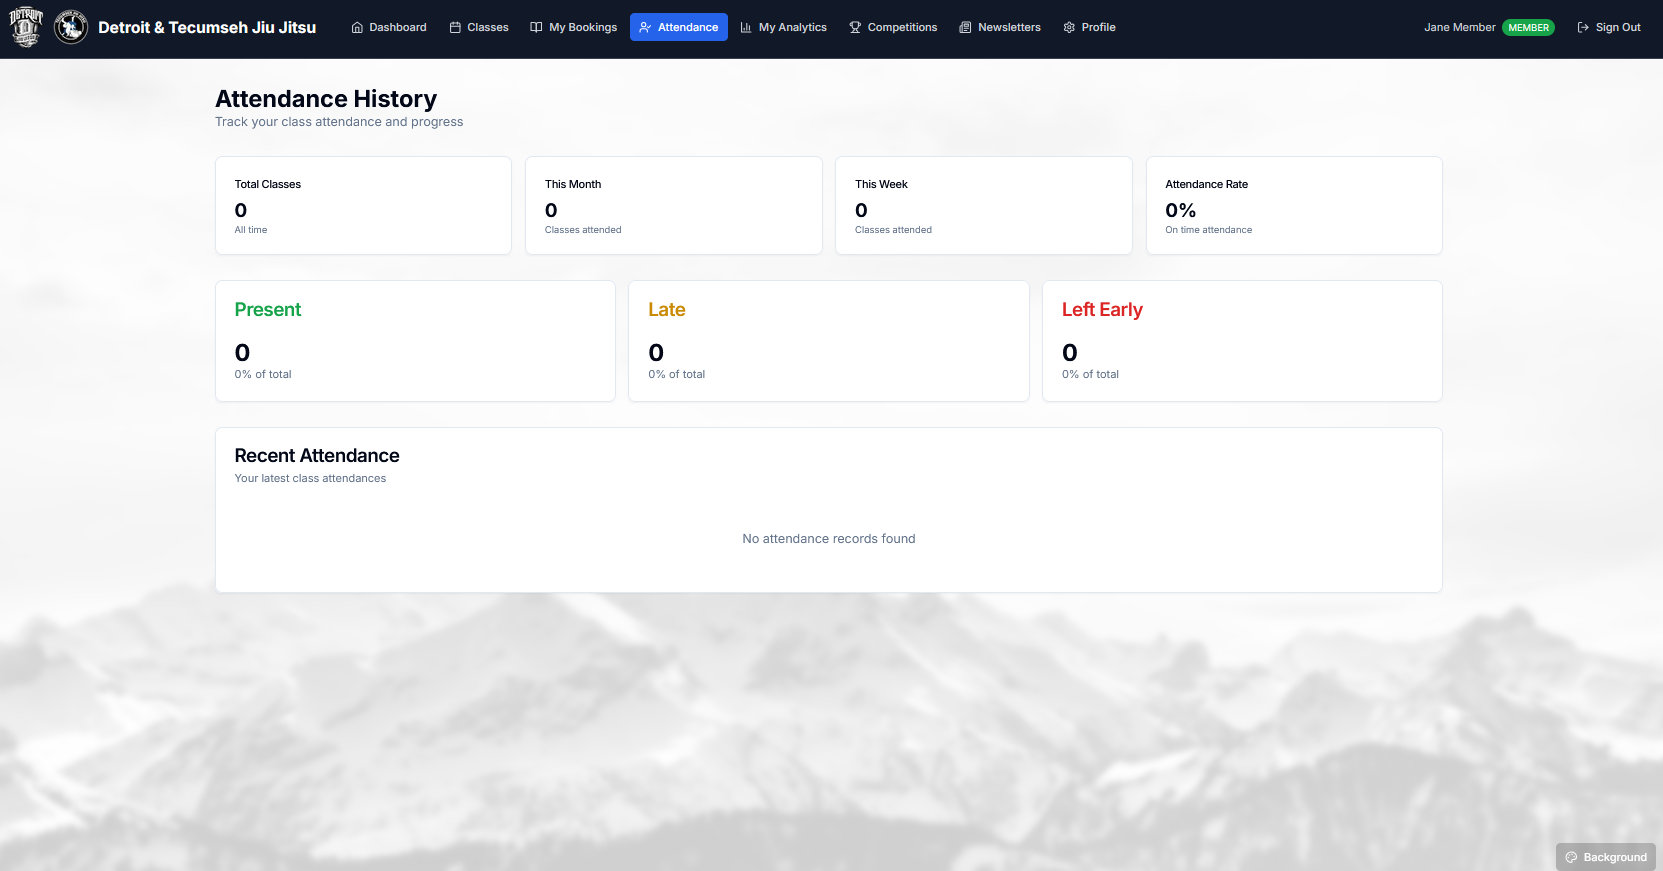 DETROIT
Detroit & Tecumseh Jiu Jitsu
Dashboard
Classes
My Bookings
Attendance
My Analytics
Competitions
Newsletters
Profile
Jane Member
MEMBER
Sign Out
Attendance History
Track your class attendance and progress
Total Classes
0
All time
This Month
0
Classes attended
This Week
0
Classes attended
Attendance Rate
0%
On time attendance
Present
0
0% of total
Late
0
0% of total
Left Early
0
0% of total
Recent Attendance
Your latest class attendances
No attendance records found
Background